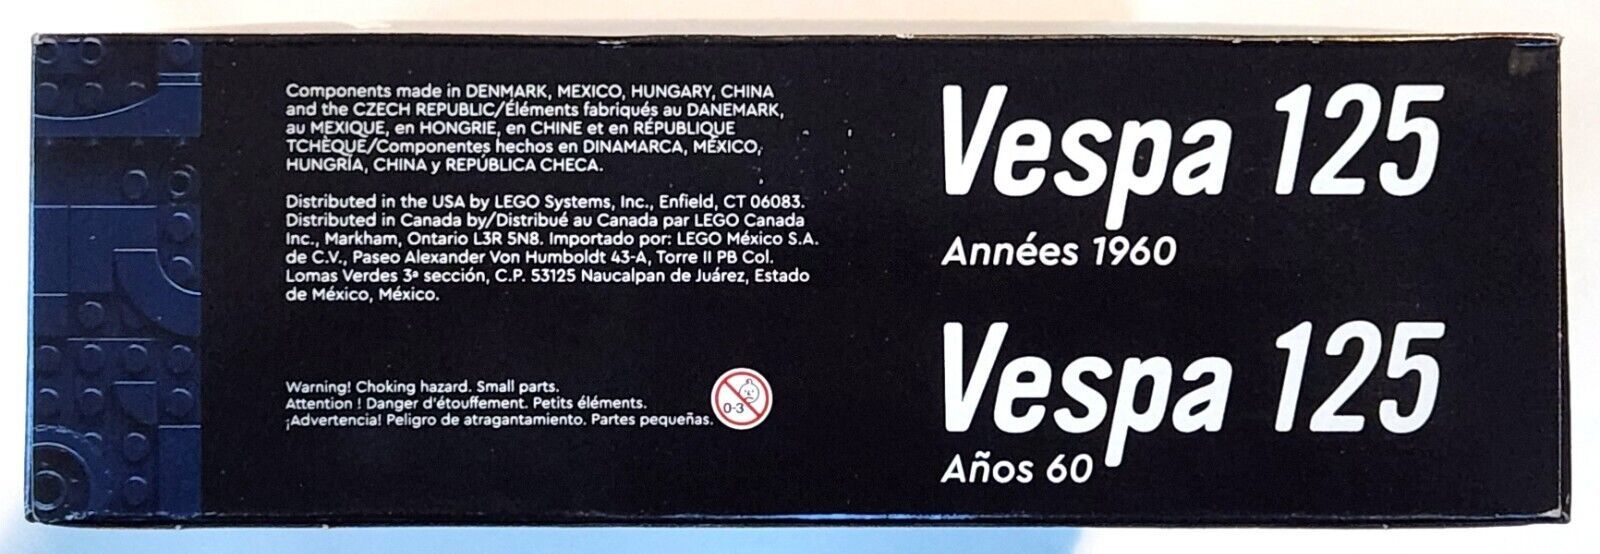 Components made in DENMARK, MEXICO, HUNGARY, CHINA
and the CZECH REPUBLIC/Éléments fabriqués au DANEMARK,
au MEXIQUE, en HONGRIE, en CHINE et en RÉPUBLIQUE
TCHÈQUE/Componentes hechos en DINAMARCA, MÉXICO,
HUNGRÍA, CHINA y REPÚBLICA CHECA.
Distributed in the USA by LEGO Systems, Inc., Enfield, CT 06083.
Distributed in Canada by/Distribué au Canada par LEGO Canada
Inc., Markham, Ontario L3R 5N8. Importado por: LEGO México S.A.
de C.V., Paseo Alexander Von Humboldt 43-A, Torre II PB Col.
Lomas Verdes 3ª sección, C.P. 53125 Naucalpan de Juárez, Estado
de México, México.
Warning! Choking hazard. Small parts.
Attention ! Danger d'étouffement. Petits éléments.
¡Advertencia! Peligro de atragantamiento. Partes pequeñas.
0-3
Vespa 125
Années 1960
Vespa 125
Años 60